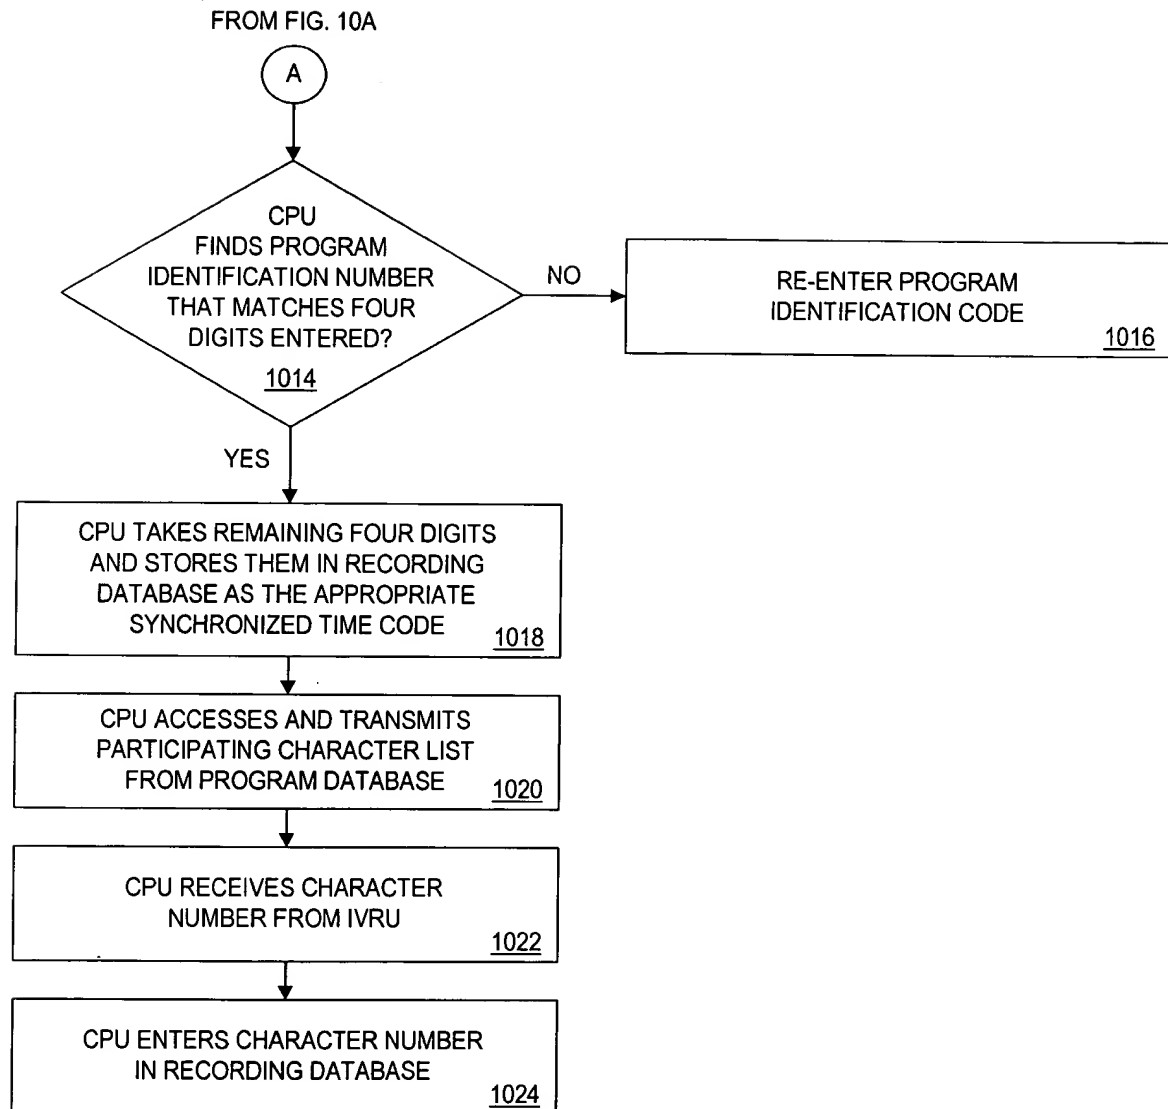 FROM FIG. 10A
A
CPU
FINDS PROGRAM
IDENTIFICATION NUMBER
THAT MATCHES FOUR
DIGITS ENTERED?
1014
NO
RE-ENTER PROGRAM
IDENTIFICATION CODE
1016
YES
CPU TAKES REMAINING FOUR DIGITS
AND STORES THEM IN RECORDING
DATABASE AS THE APPROPRIATE
SYNCHRONIZED TIME CODE
1018
CPU ACCESSES AND TRANSMITS
PARTICIPATING CHARACTER LIST
FROM PROGRAM DATABASE
1020
CPU RECEIVES CHARACTER
NUMBER FROM IVRU
1022
CPU ENTERS CHARACTER NUMBER
IN RECORDING DATABASE
1024